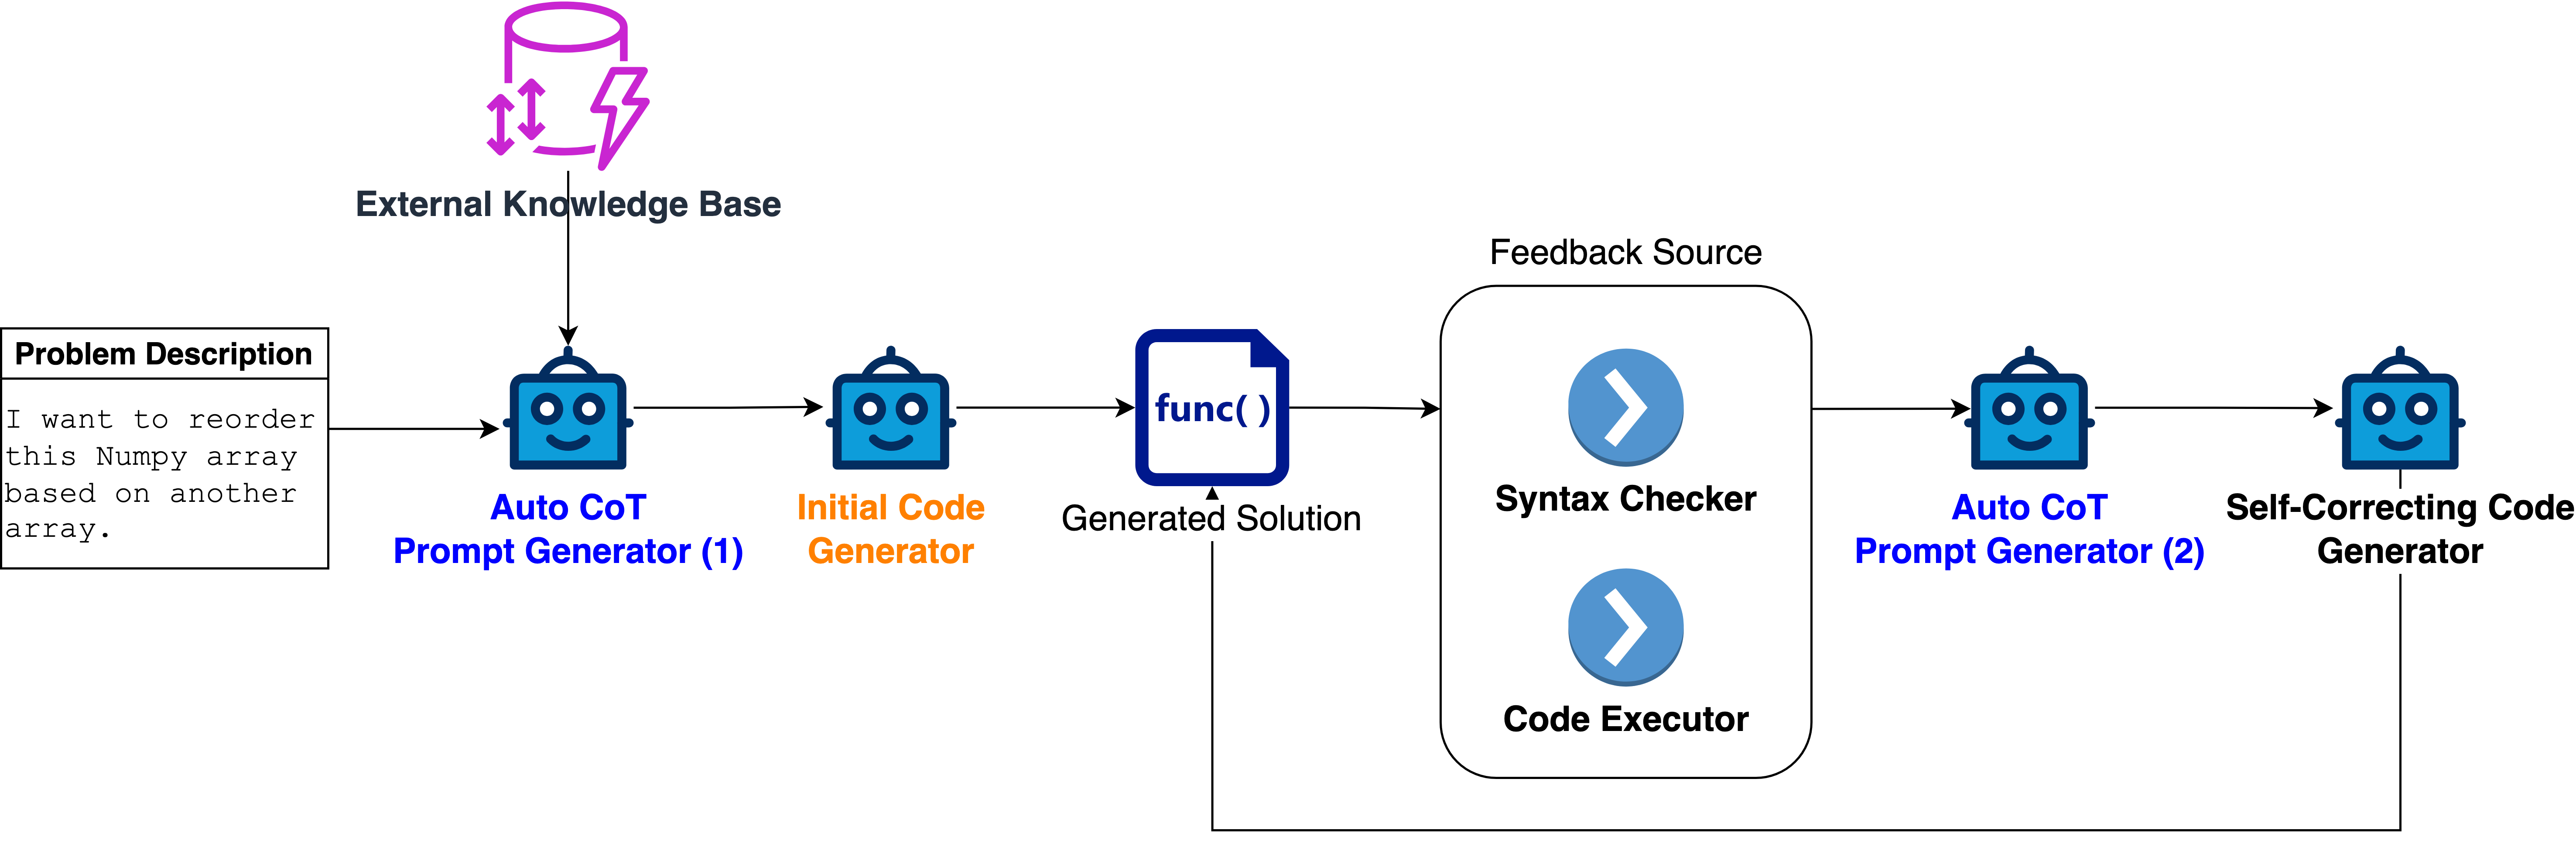 External Knowledge Base
Problem Description
I want to reorder
this Numpy array
based on another
array.
Auto CoT
Prompt Generator (1)
Initial Code
Generator
func( )
Generated Solution
Feedback Source
Syntax Checker
Code Executor
Auto CoT
Prompt Generator (2)
Self-Correcting Code
Generator